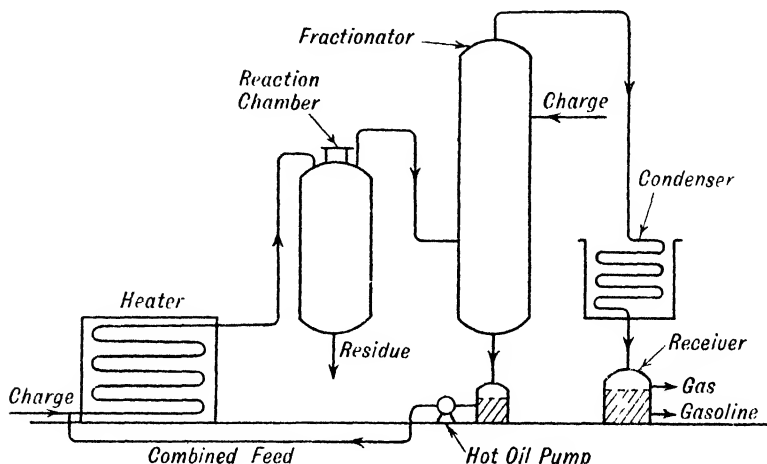 Fractionator
Reaction
Chamber
Charge
Condenser
Heater
Residue
Receiver
Charge
Gas
Gasoline
Combined Feed
Hot Oil Pump